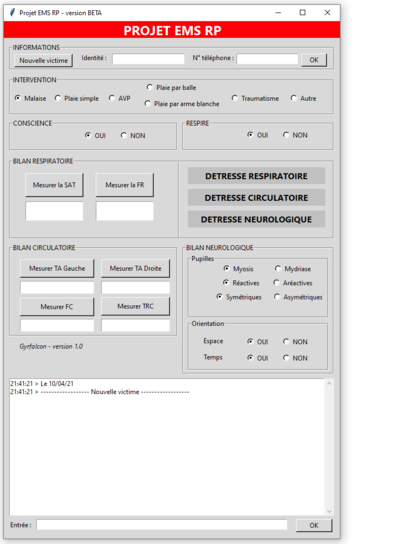 Projet EMS RP - version BETA
PROJET EMS RP
INFORMATIONS
Nouvelle victime Identité : N° téléphone : OK
INTERVENTION
Plaie par balle
Malaise Plaie simple AVP Traumatisme Autre
Plaie par arme blanche
CONSCIENCE RESPIRE
OUI NON OUI NON
BILAN RESPIRATOIRE
Mesurer la SAT Mesurer la FR
DETRESSE RESPIRATOIRE
DETRESSE CIRCULATOIRE
DETRESSE NEUROLOGIQUE
BILAN CIRCULATOIRE
Mesurer TA Gauche Mesurer TA Droite
Mesurer FC Mesurer TRC
Gyrfalcon - version 1.0
BILAN NEUROLOGIQUE
Pupilles
Myosis Mydriase
Réactives Aréactives
Symétriques Asymétriques
Orientation
Espace OUI NON
Temps OUI NON
21:41:21 > Le 10/04/21
21:41:21 > ------------------ Nouvelle victime ------------------
Entrée : OK